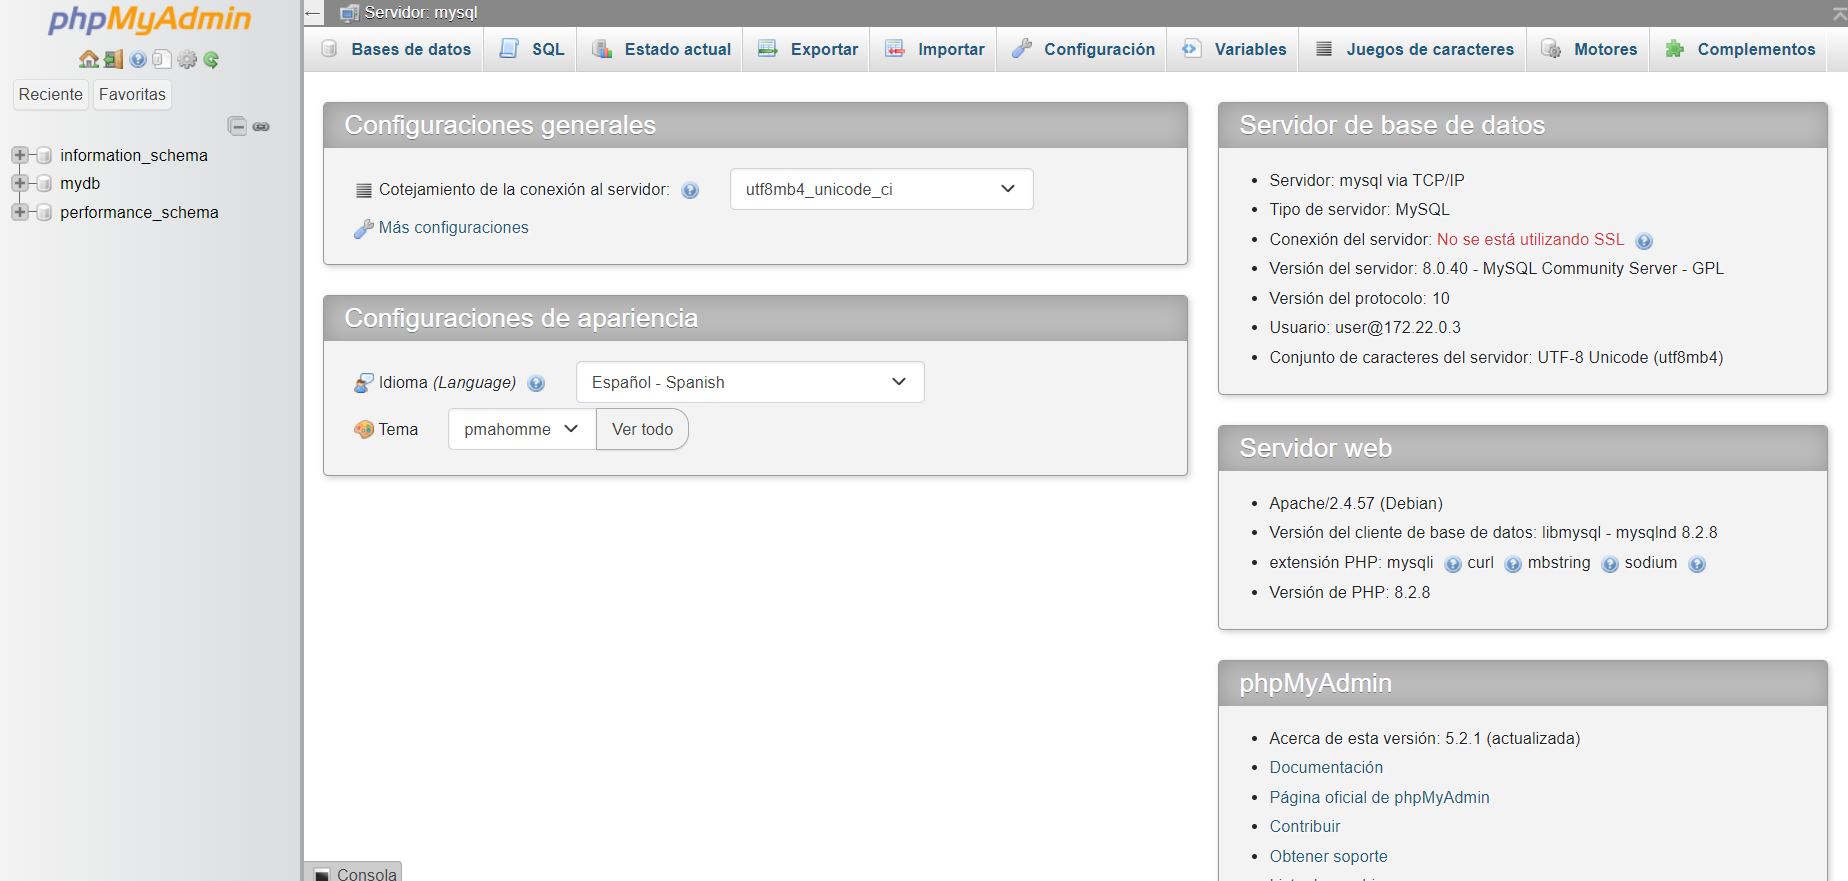 phpMyAdmin
Reciente Favoritas
information_schema
mydb
performance_schema
Servidor: mysql
Bases de datos SQL Estado actual Exportar Importar Configuración Variables Juegos de caracteres Motores Complementos
Configuraciones generales
Cotejamiento de la conexión al servidor: utf8mb4_unicode_ci
Más configuraciones
Configuraciones de apariencia
Idioma (Language) Español - Spanish
Tema pmahomme Ver todo
Servidor de base de datos
Servidor: mysql via TCP/IP
Tipo de servidor: MySQL
Conexión del servidor: No se está utilizando SSL
Versión del servidor: 8.0.40 - MySQL Community Server - GPL
Versión del protocolo: 10
Usuario: user@172.22.0.3
Conjunto de caracteres del servidor: UTF-8 Unicode (utf8mb4)
Servidor web
Apache/2.4.57 (Debian)
Versión del cliente de base de datos: libmysql - mysqlnd 8.2.8
extensión PHP: mysqli curl mbstring sodium
Versión de PHP: 8.2.8
phpMyAdmin
Acerca de esta versión: 5.2.1 (actualizada)
Documentación
Página oficial de phpMyAdmin
Contribuir
Obtener soporte
Consola